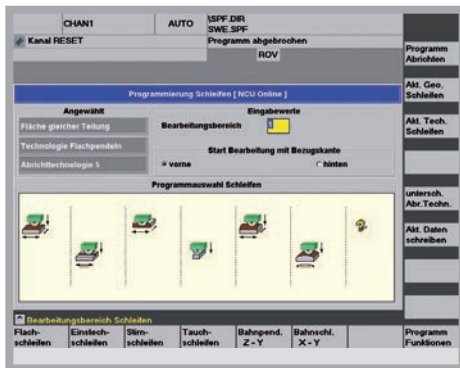 CHAN1
AUTO
\SPF.DIR
SWE.SPF
Kanal RESET
Programm abgebrochen
ROV
Programm
Abrichten
Programmierung Schleifen [ NCU Online ]
Akt. Geo.
Schleifen
Angewählt
Eingabewerte
Fläche gleicher Teilung
Bearbeitungsbereich
1
Akt. Tech.
Schleifen
Technologie Flachpendeln
Start Bearbeitung mit Bezugskante
Abrichttechnologie 5
vorne
hinten
Programmauswahl Schleifen
untersch.
Abr.Techn.
Akt. Daten
schreiben
Bearbeitungsbereich Schleifen
Flach-
schleifen
Einstech-
schleifen
Stirn-
schleifen
Tauch-
schleifen
Bahnpend.
Z - Y
Bahnschl.
X - Y
Programm
Funktionen